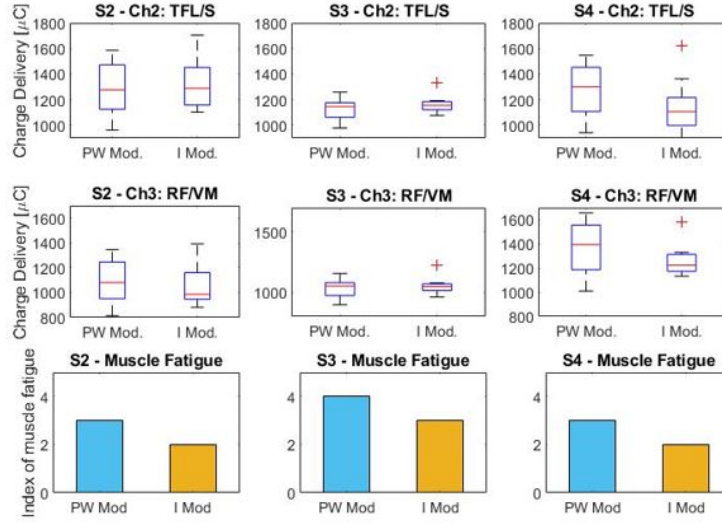 S2 - Ch2: TFL/S
S3 - Ch2: TFL/S
S4 - Ch2: TFL/S
Charge Delivery [µC]
1800
1600
1400
1200
1000
PW Mod.
I Mod.
1800
1600
1400
1200
1000
PW Mod.
I Mod.
1800
1600
1400
1200
1000
PW Mod.
I Mod.
S2 - Ch3: RF/VM
S3 - Ch3: RF/VM
S4 - Ch3: RF/VM
Charge Delivery [µC]
1600
1400
1200
1000
800
PW Mod.
I Mod.
1500
1000
PW Mod.
I Mod.
1600
1400
1200
1000
800
PW Mod.
I Mod.
S2 - Muscle Fatigue
S3 - Muscle Fatigue
S4 - Muscle Fatigue
Index of muscle fatigue
4
2
0
PW Mod
I Mod
4
2
0
PW Mod
I Mod
4
2
0
PW Mod
I Mod